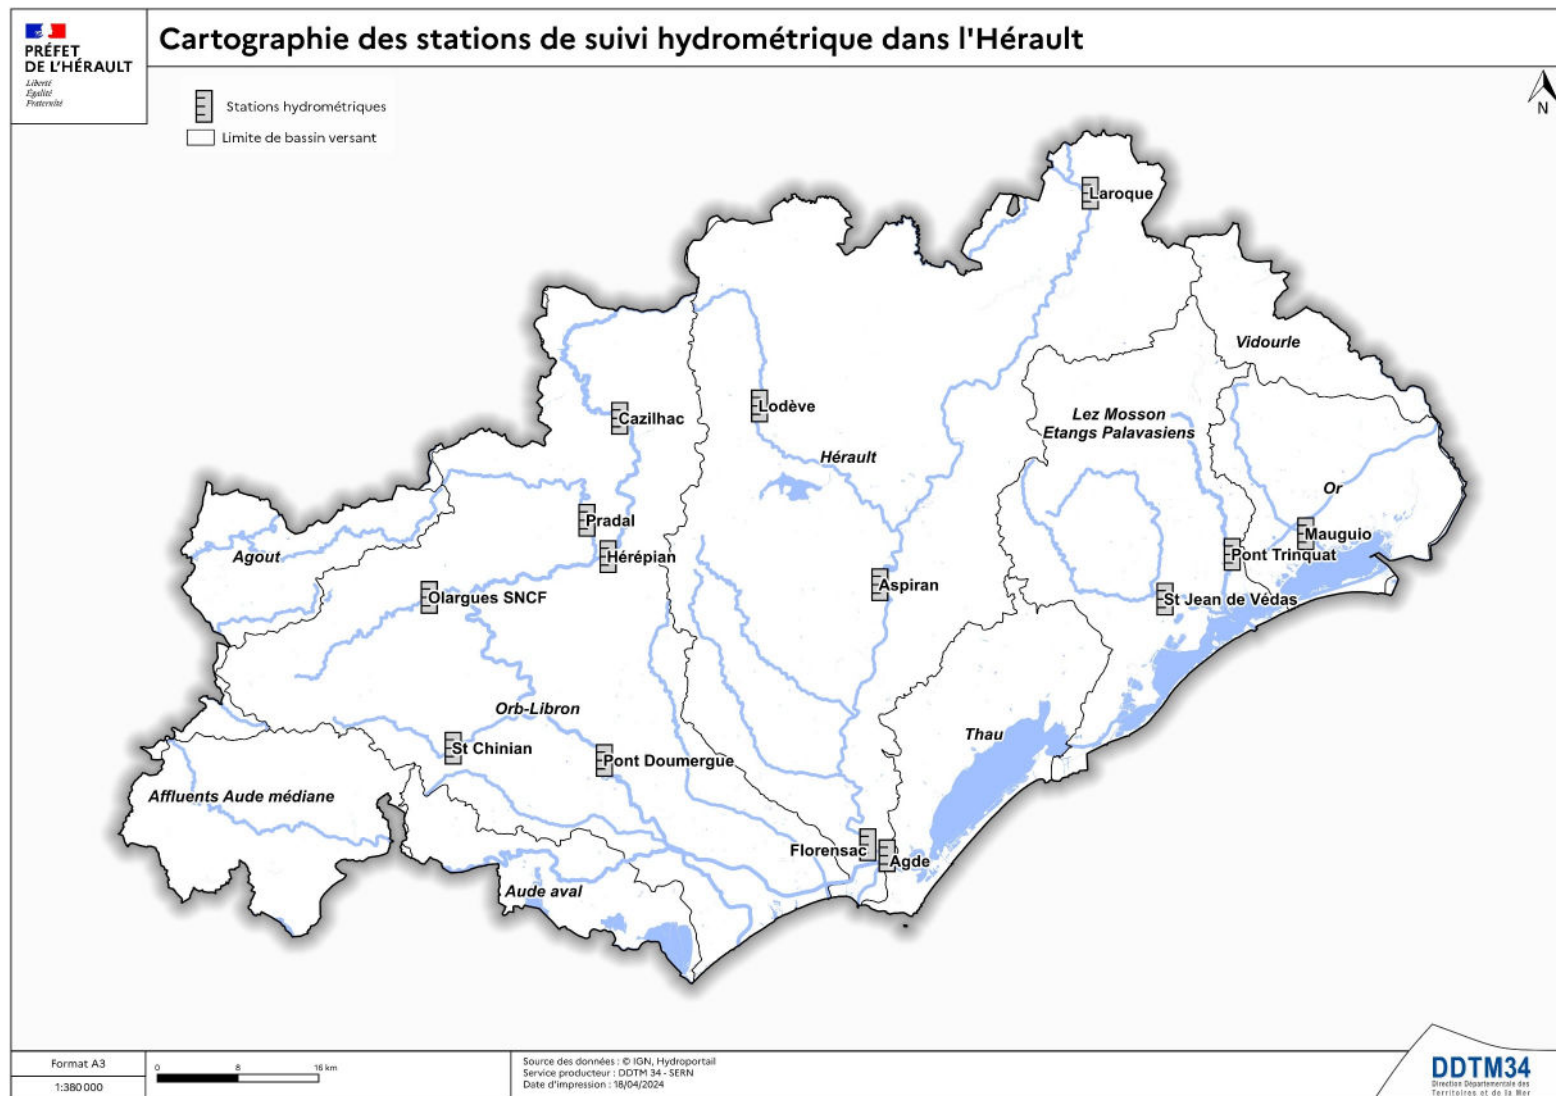 PRÉFET
DE L'HÉRAULT
Liberté
Égalité
Fraternité
Cartographie des stations de suivi hydrométrique dans l'Hérault
Stations hydrométriques
Limite de bassin versant
N
Laroque
Vidourle
Cazilhac
Lodève
Lez Mosson
Etangs Palavasiens
Hérault
Or
Pradal
Mauguio
Agout
Hérépian
Pont Trinquat
Olargues SNCF
Aspiran
St Jean de Védas
Orb-Libron
Thau
St Chinian
Pont Doumergue
Affluents Aude médiane
Florensac
Agde
Aude aval
Format A3
1:380 000
0 8 16 km
Source des données : © IGN, Hydroportail
Service producteur : DDTM 34 - SERN
Date d'impression : 18/04/2024
DDTM34
Direction Départementale des
Territoires et de la Mer